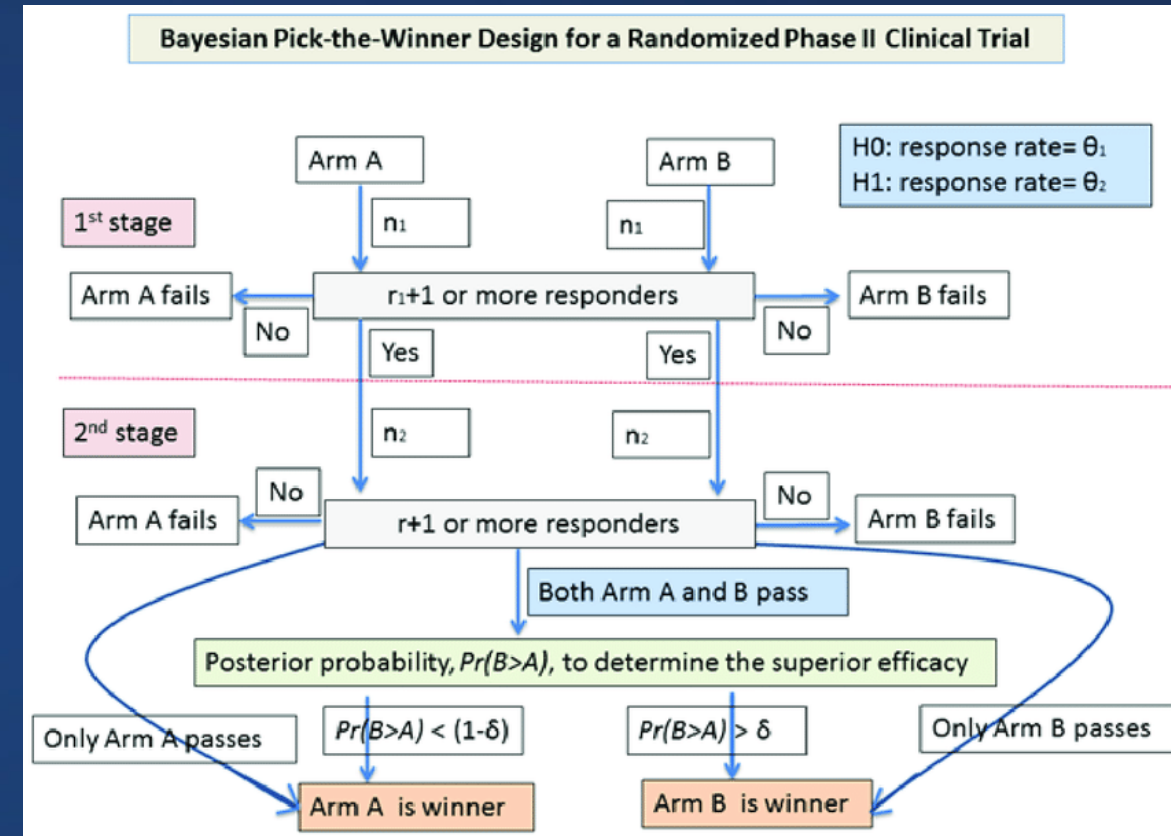 Bayesian Pick-the-Winner Design for a Randomized Phase II Clinical Trial
Arm A
Arm B
H0: response rate= θ₁
H1: response rate= θ₂
1st stage
n₁
n₁
Arm A fails
r₁+1 or more responders
Arm B fails
No
Yes
Yes
No
2nd stage
n₂
n₂
No
No
Arm A fails
r+1 or more responders
Arm B fails
Both Arm A and B pass
Posterior probability, Pr(B>A), to determine the superior efficacy
Only Arm A passes
Pr(B>A) < (1-δ)
Pr(B>A) > δ
Only Arm B passes
Arm A is winner
Arm B is winner